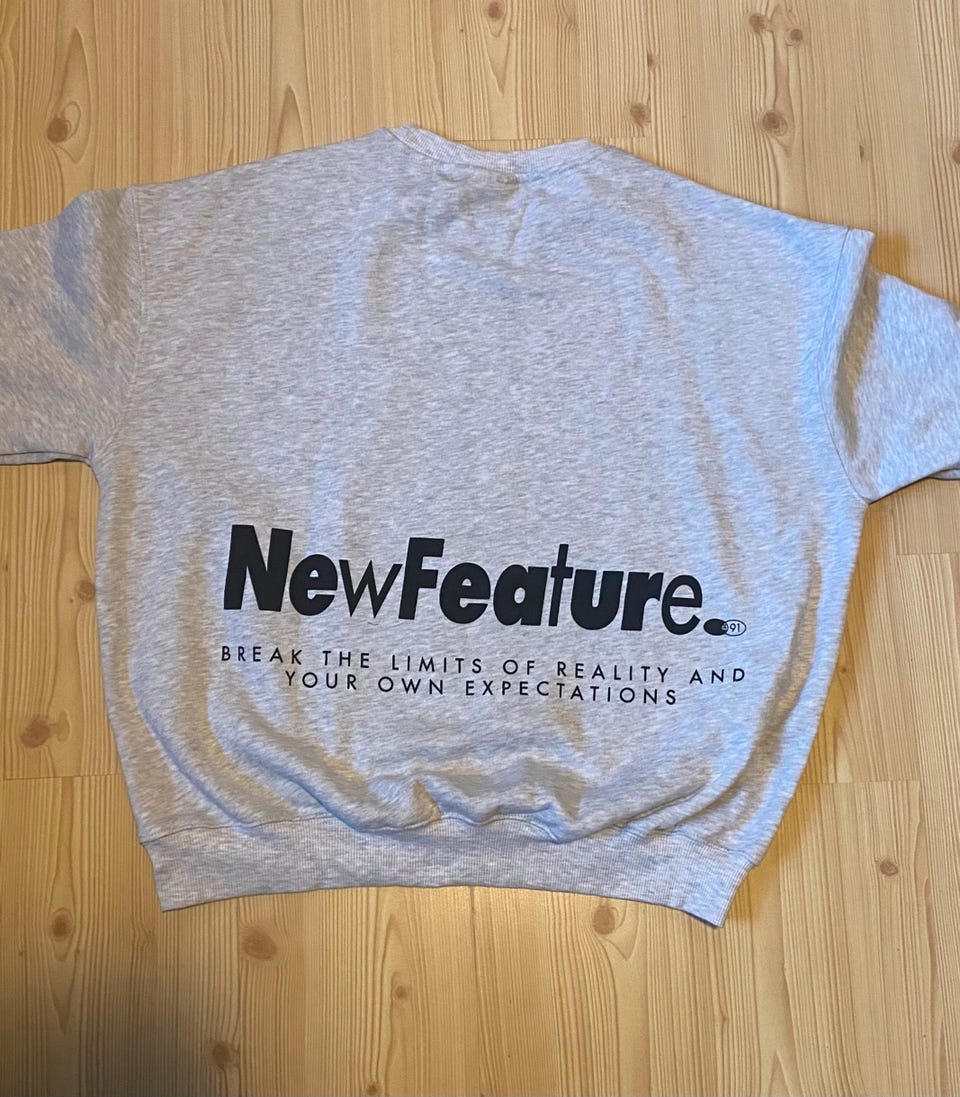 NewFeature.
91
BREAK THE LIMITS OF REALITY AND
YOUR OWN EXPECTATIONS